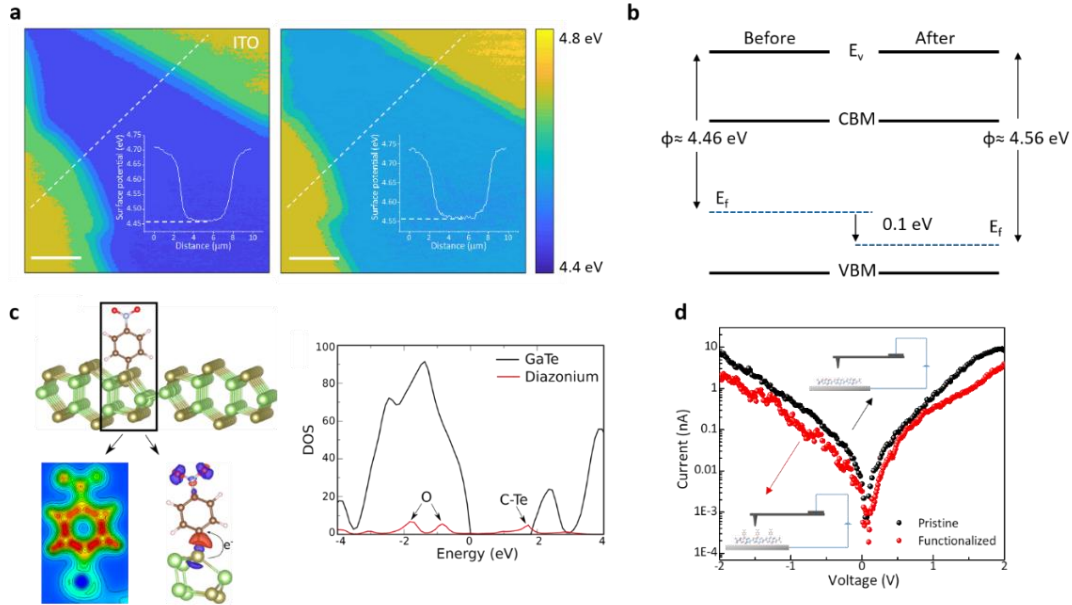 a
ITO
4.75
4.70
4.65
4.60
4.55
4.50
4.45
Surface potential (eV)
0 2 4 6 8 10
Distance (μm)
4.75
4.70
4.65
4.60
4.55
4.50
4.45
Surface potential (eV)
0 2 4 6 8 10
Distance (μm)
4.8 eV
4.4 eV
b
Before
After
Eᵥ
CBM
ϕ≈ 4.46 eV
ϕ≈ 4.56 eV
E_f
0.1 eV
E_f
VBM
c
e-
100
80
60
40
20
0
DOS
GaTe
Diazonium
O
C-Te
-4 -2 0 2 4
Energy (eV)
d
10
1
0.1
0.01
1E-3
1E-4
Current (nA)
Pristine
Functionalized
-2 -1 0 1 2
Voltage (V)